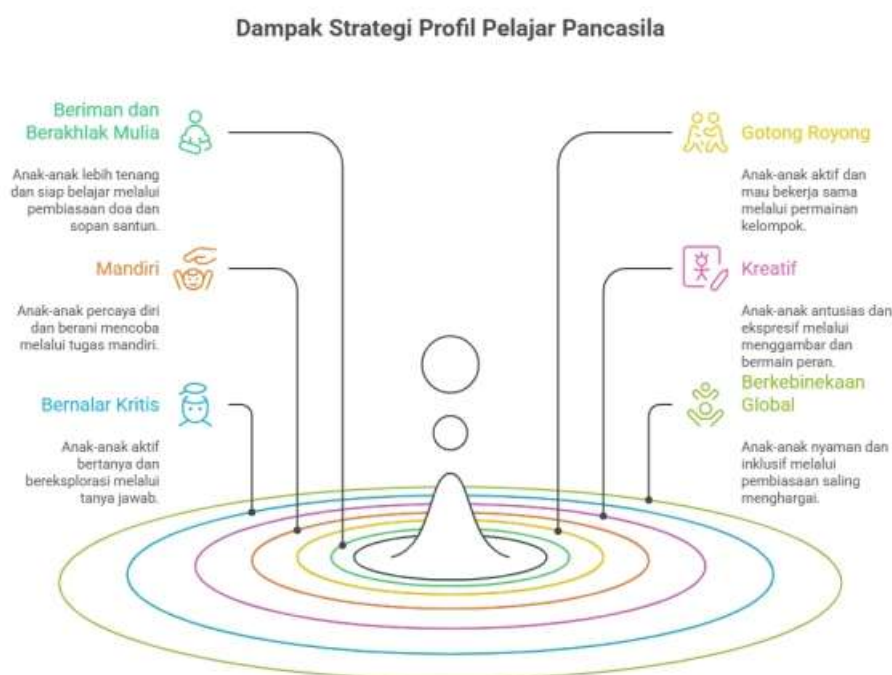 Dampak Strategi Profil Pelajar Pancasila
Beriman dan
Berakhlak Mulia
Anak-anak lebih tenang
dan siap belajar melalui
pembiasaan doa dan
sopan santun.
Mandiri
Anak-anak percaya diri
dan berani mencoba
melalui tugas mandiri.
Bernalar Kritis
Anak-anak aktif
bertanya dan
bereksplorasi melalui
tanya jawab.
Gotong Royong
Anak-anak aktif dan
mau bekerja sama
melalui permainan
kelompok.
Kreatif
Anak-anak antusias dan
ekspresif melalui
menggambar dan
bermain peran.
Berkebinekaan
Global
Anak-anak nyaman dan
inklusif melalui
pembiasaan saling
menghargai.